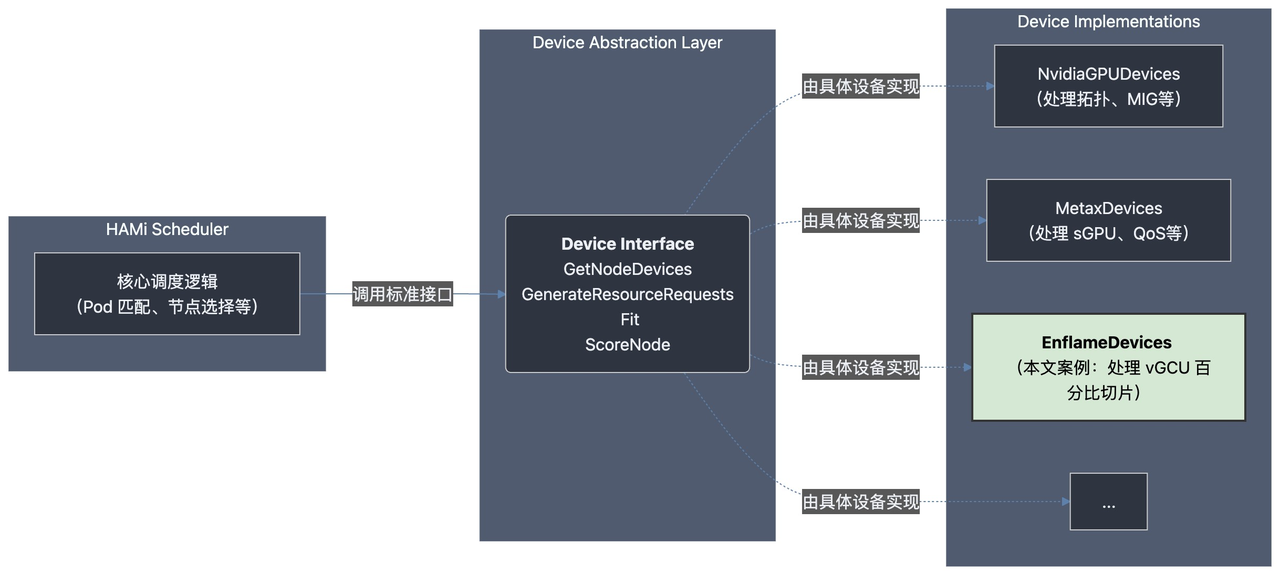 HAMi Scheduler
核心调度逻辑
（Pod 匹配、节点选择等）
调用标准接口
Device Abstraction Layer
Device Interface
GetNodeDevices
GenerateResourceRequests
Fit
ScoreNode
由具体设备实现
由具体设备实现
由具体设备实现
由具体设备实现
Device Implementations
NvidiaGPUDevices
（处理拓扑、MIG等）
MetaxDevices
（处理 sGPU、QoS等）
EnflameDevices
（本文案例：处理 vGCU 百
分比切片）
...